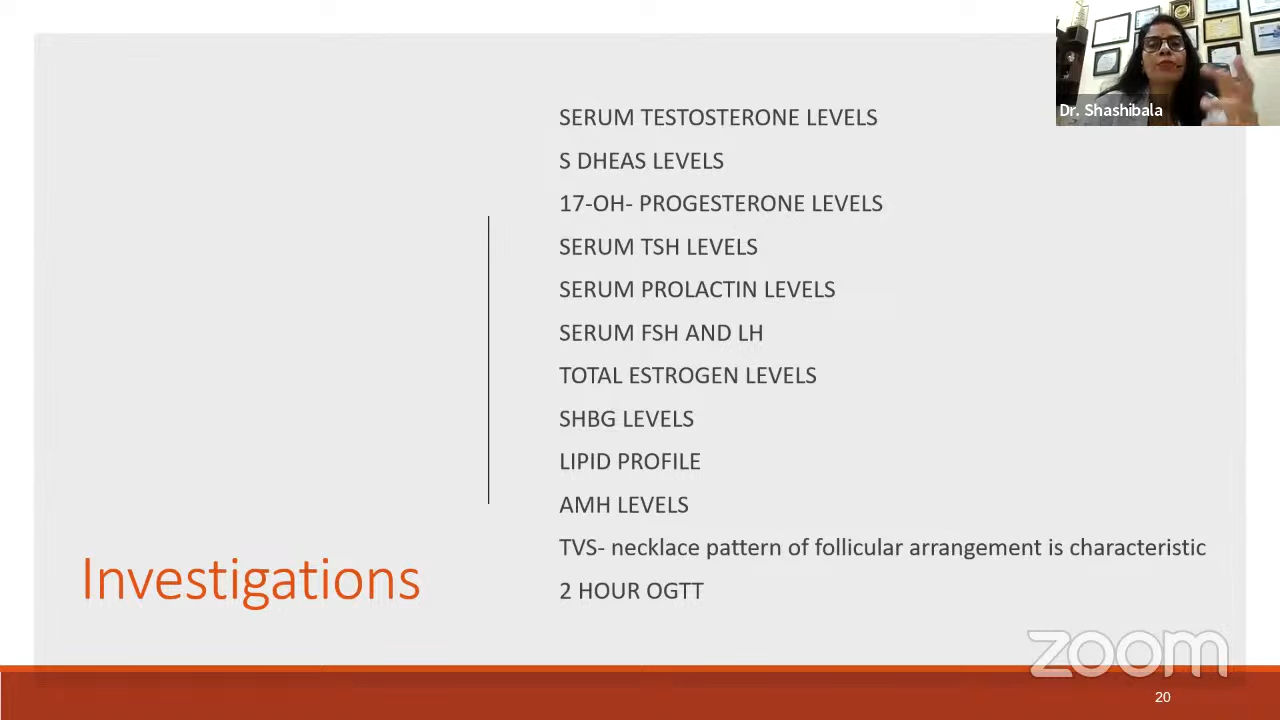 Dr. Shashibala
SERUM TESTOSTERONE LEVELS
S DHEAS LEVELS
17-OH- PROGESTERONE LEVELS
SERUM TSH LEVELS
SERUM PROLACTIN LEVELS
SERUM FSH AND LH
TOTAL ESTROGEN LEVELS
SHBG LEVELS
LIPID PROFILE
AMH LEVELS
TVS- necklace pattern of follicular arrangement is characteristic
2 HOUR OGTT
Investigations
zoom
20